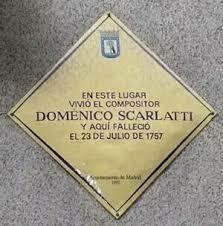 EN ESTE LUGAR
VIVIÓ EL COMPOSITOR
DOMÉNICO SCARLATTI
Y AQUÍ FALLECIÓ
EL 23 DE JULIO DE 1757
Ayuntamiento de Madrid